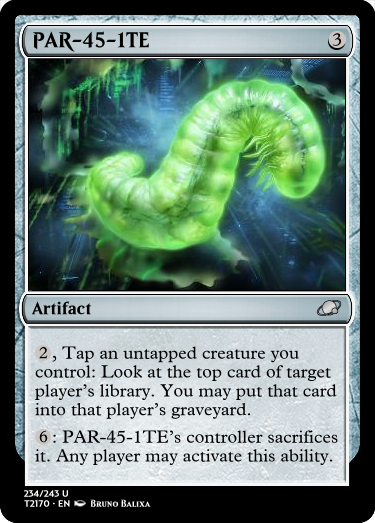 PAR-45-1TE 3
Artifact
2, Tap an untapped creature you
control: Look at the top card of target
player's library. You may put that card
into that player's graveyard.
6: PAR-45-1TE's controller sacrifices
it. Any player may activate this ability.
234/243 U
T2170 · EN Bruno Balixa